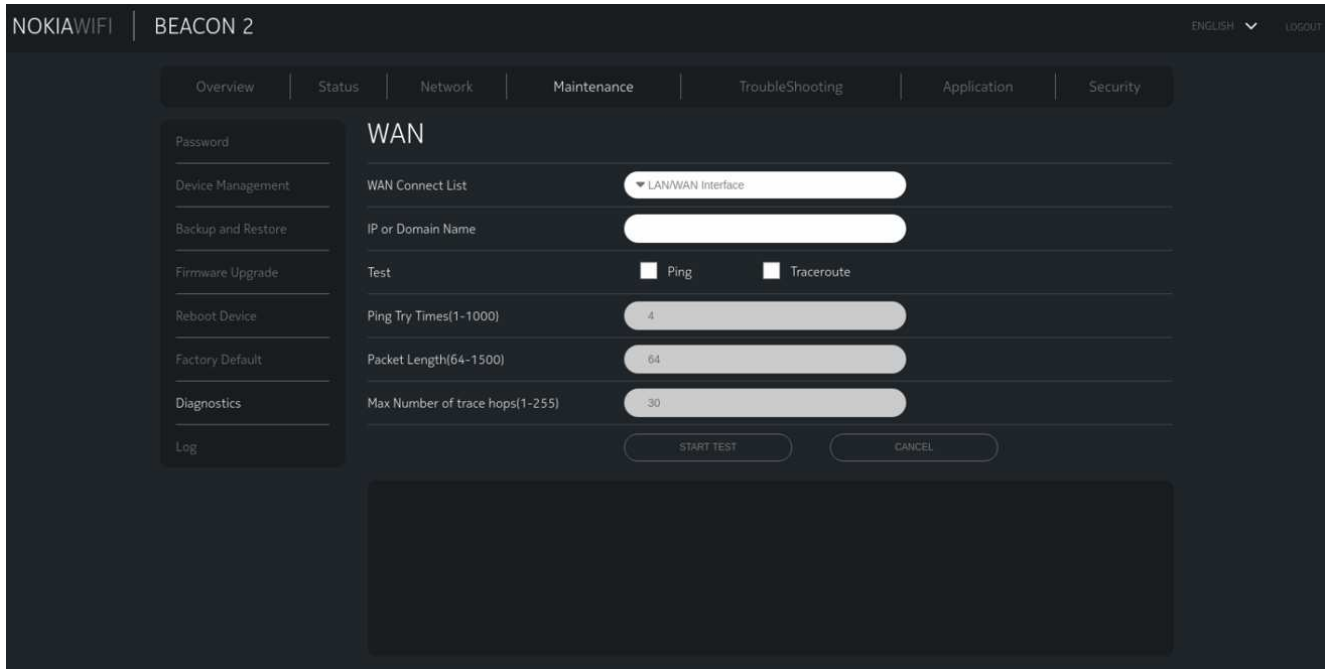 NOKIAWIFI BEACON 2 ENGLISH LOGOUT
Overview Status Network Maintenance TroubleShooting Application Security
Password
Device Management
Backup and Restore
Firmware Upgrade
Reboot Device
Factory Default
Diagnostics
Log
WAN
WAN Connect List LAN/WAN Interface
IP or Domain Name
Test Ping Traceroute
Ping Try Times(1-1000) 4
Packet Length(64-1500) 64
Max Number of trace hops(1-255) 30
START TEST CANCEL